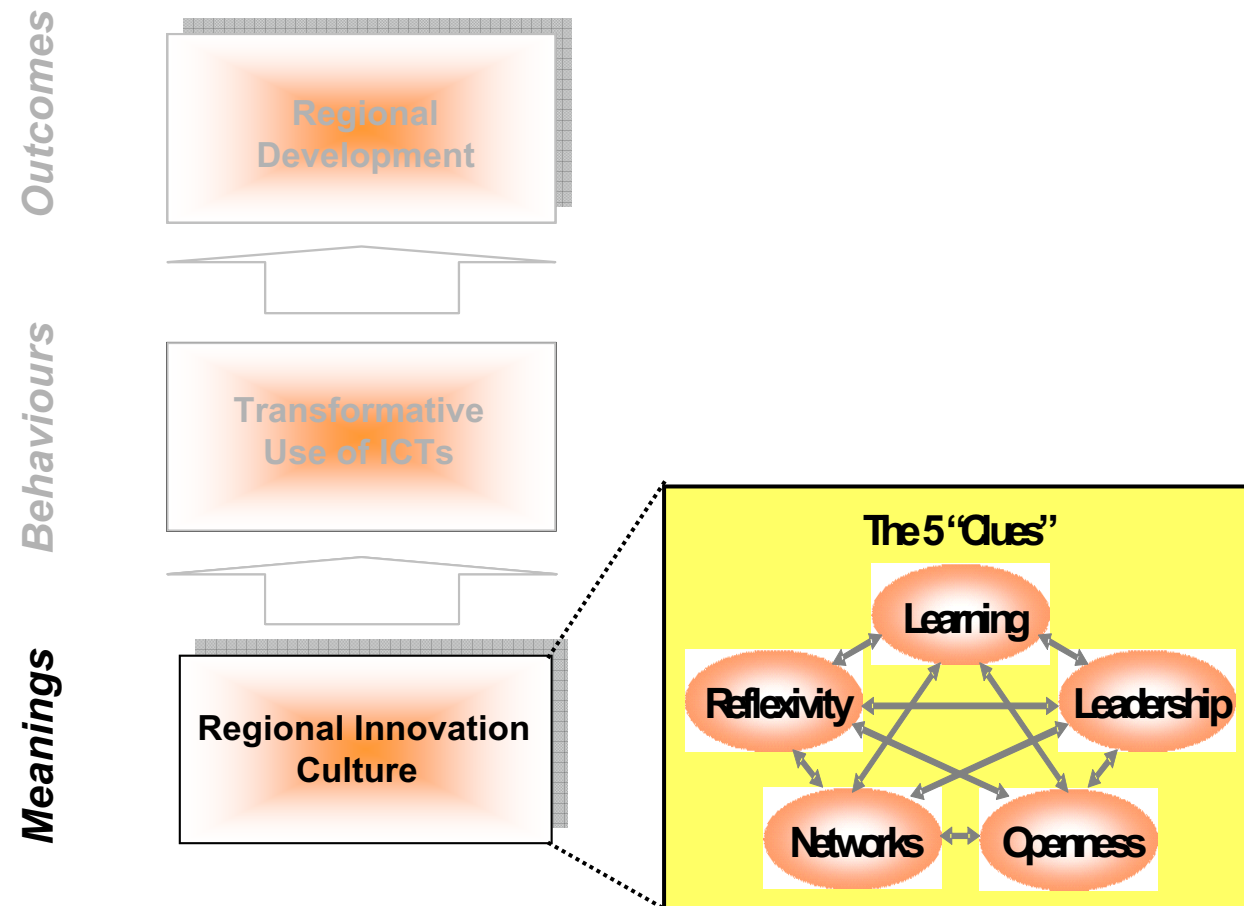 Outcomes
Regional
Development
Behaviours
Transformative
Use of ICTs
Meanings
Regional Innovation
Culture
The 5 “Clues”
Learning
Reflexivity
Leadership
Networks
Openness